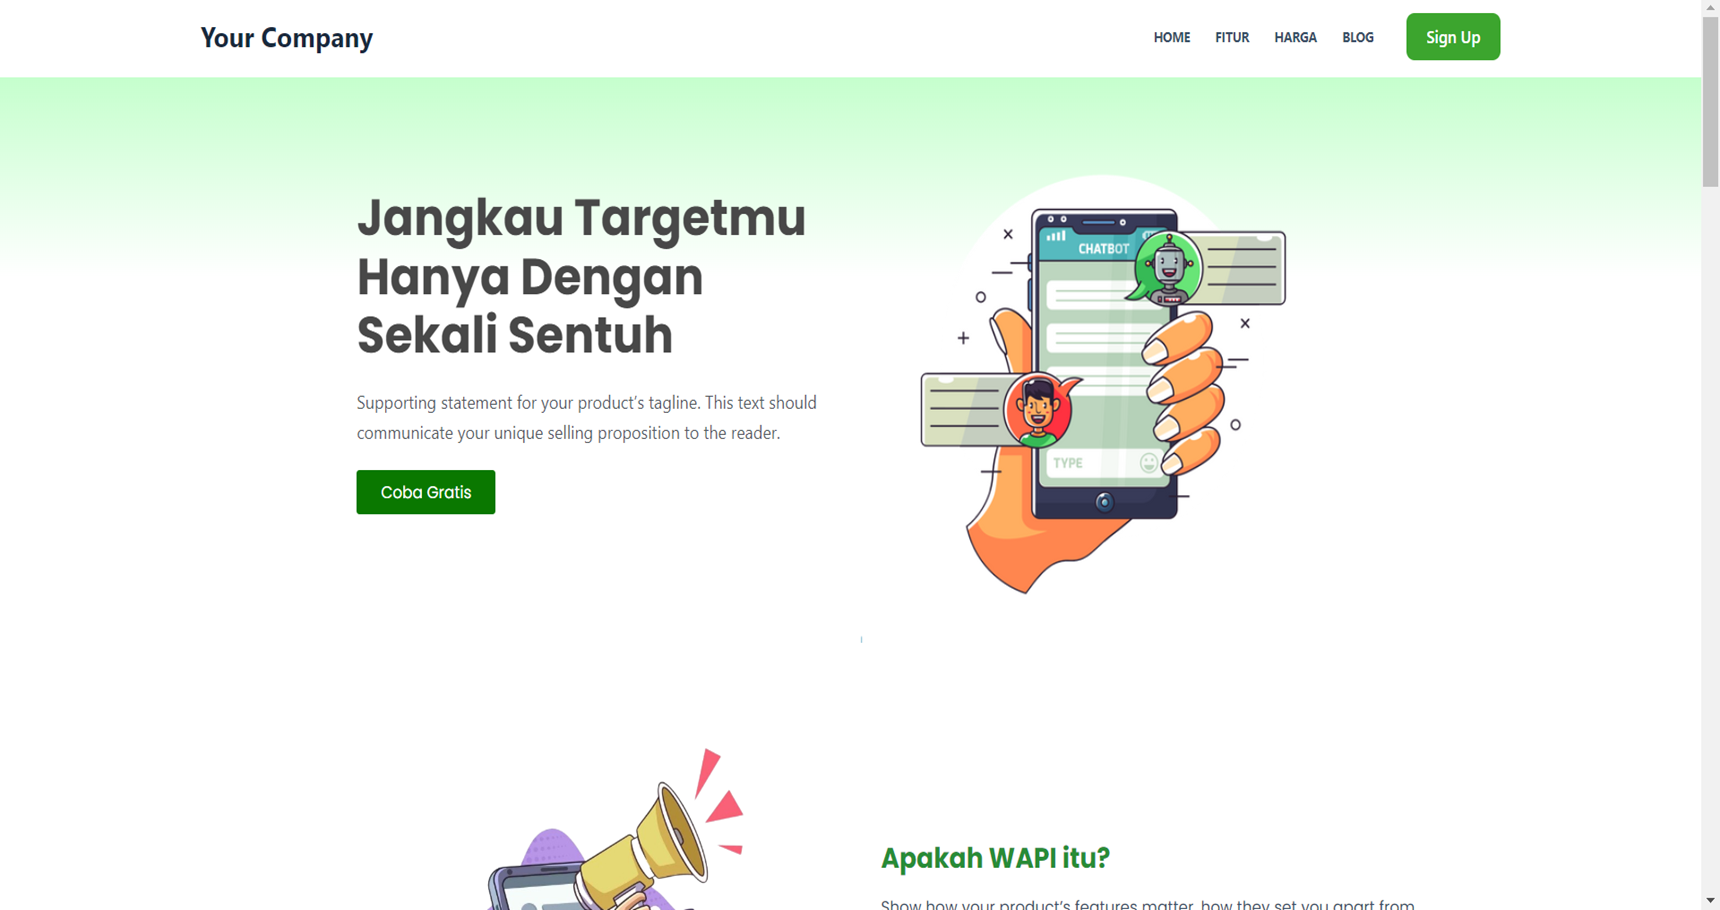 Your Company
HOME FITUR HARGA BLOG Sign Up
Jangkau Targetmu
Hanya Dengan
Sekali Sentuh
Supporting statement for your product’s tagline. This text should
communicate your unique selling proposition to the reader.
Coba Gratis
CHATBOT
TYPE
Apakah WAPI itu?
Show how your product’s features matter, how they set you apart from